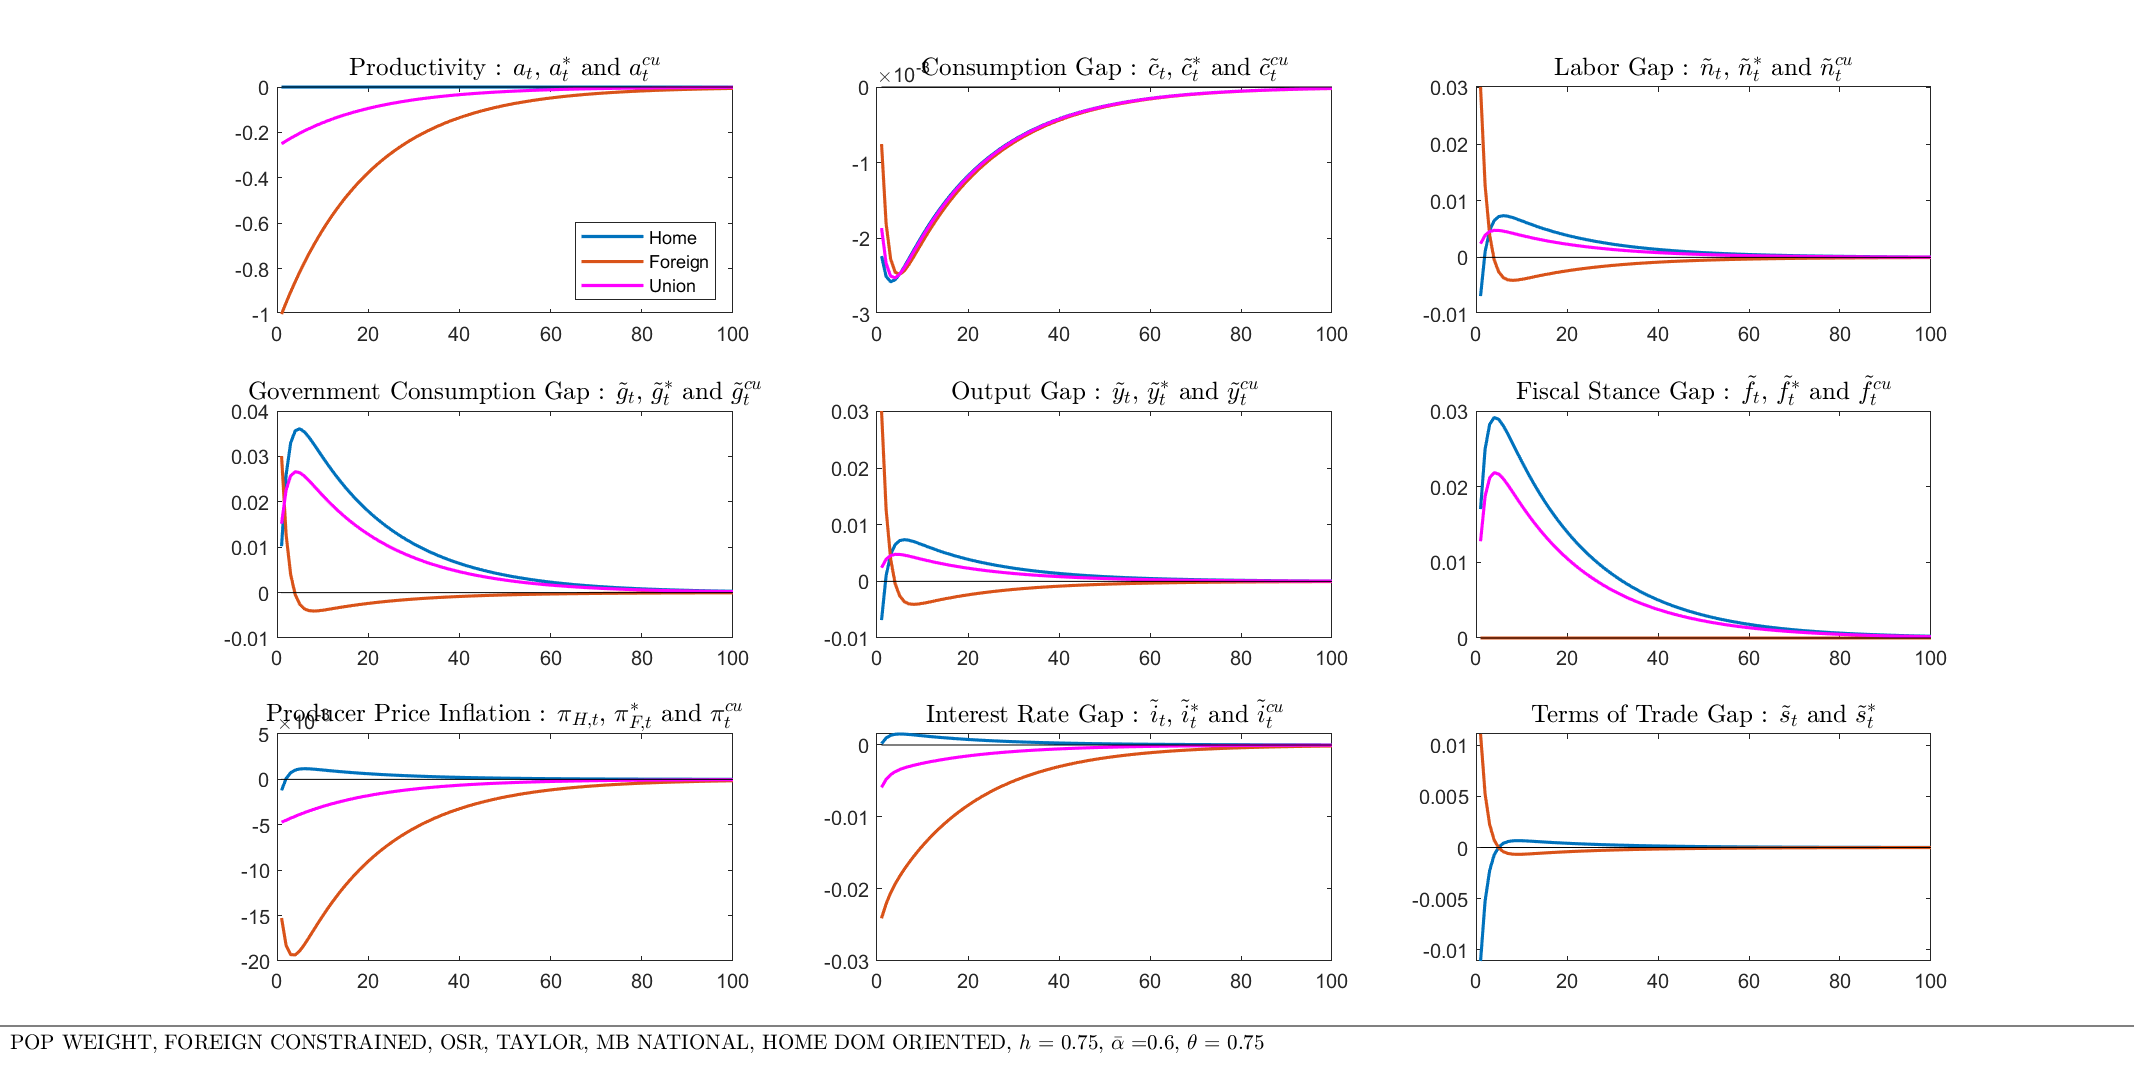 Productivity : a_t, a_t^* and a_t^{cu}
0
-0.2
-0.4
-0.6
-0.8
-1
0 20 40 60 80 100
Home
Foreign
Union
Consumption Gap : c̃_t, c̃_t^* and c̃_t^{cu}
×10^{-3}
0
-1
-2
-3
0 20 40 60 80 100
Labor Gap : ñ_t, ñ_t^* and ñ_t^{cu}
0.03
0.02
0.01
0
-0.01
0 20 40 60 80 100
Government Consumption Gap : g̃_t, g̃_t^* and g̃_t^{cu}
0.04
0.03
0.02
0.01
0
-0.01
0 20 40 60 80 100
Output Gap : ỹ_t, ỹ_t^* and ỹ_t^{cu}
0.03
0.02
0.01
0
-0.01
0 20 40 60 80 100
Fiscal Stance Gap : f̃_t, f̃_t^* and f̃_t^{cu}
0.03
0.02
0.01
0
0 20 40 60 80 100
Producer Price Inflation : π_{H,t}, π_{F,t}^* and π_t^{cu}
×10^{-3}
5
0
-5
-10
-15
-20
0 20 40 60 80 100
Interest Rate Gap : ĩ_t, ĩ_t^* and ĩ_t^{cu}
0
-0.01
-0.02
-0.03
0 20 40 60 80 100
Terms of Trade Gap : s̃_t and s̃_t^*
0.01
0.005
0
-0.005
-0.01
0 20 40 60 80 100
POP WEIGHT, FOREIGN CONSTRAINED, OSR, TAYLOR, MB NATIONAL, HOME DOM ORIENTED, h = 0.75, ᾱ =0.6, θ = 0.75